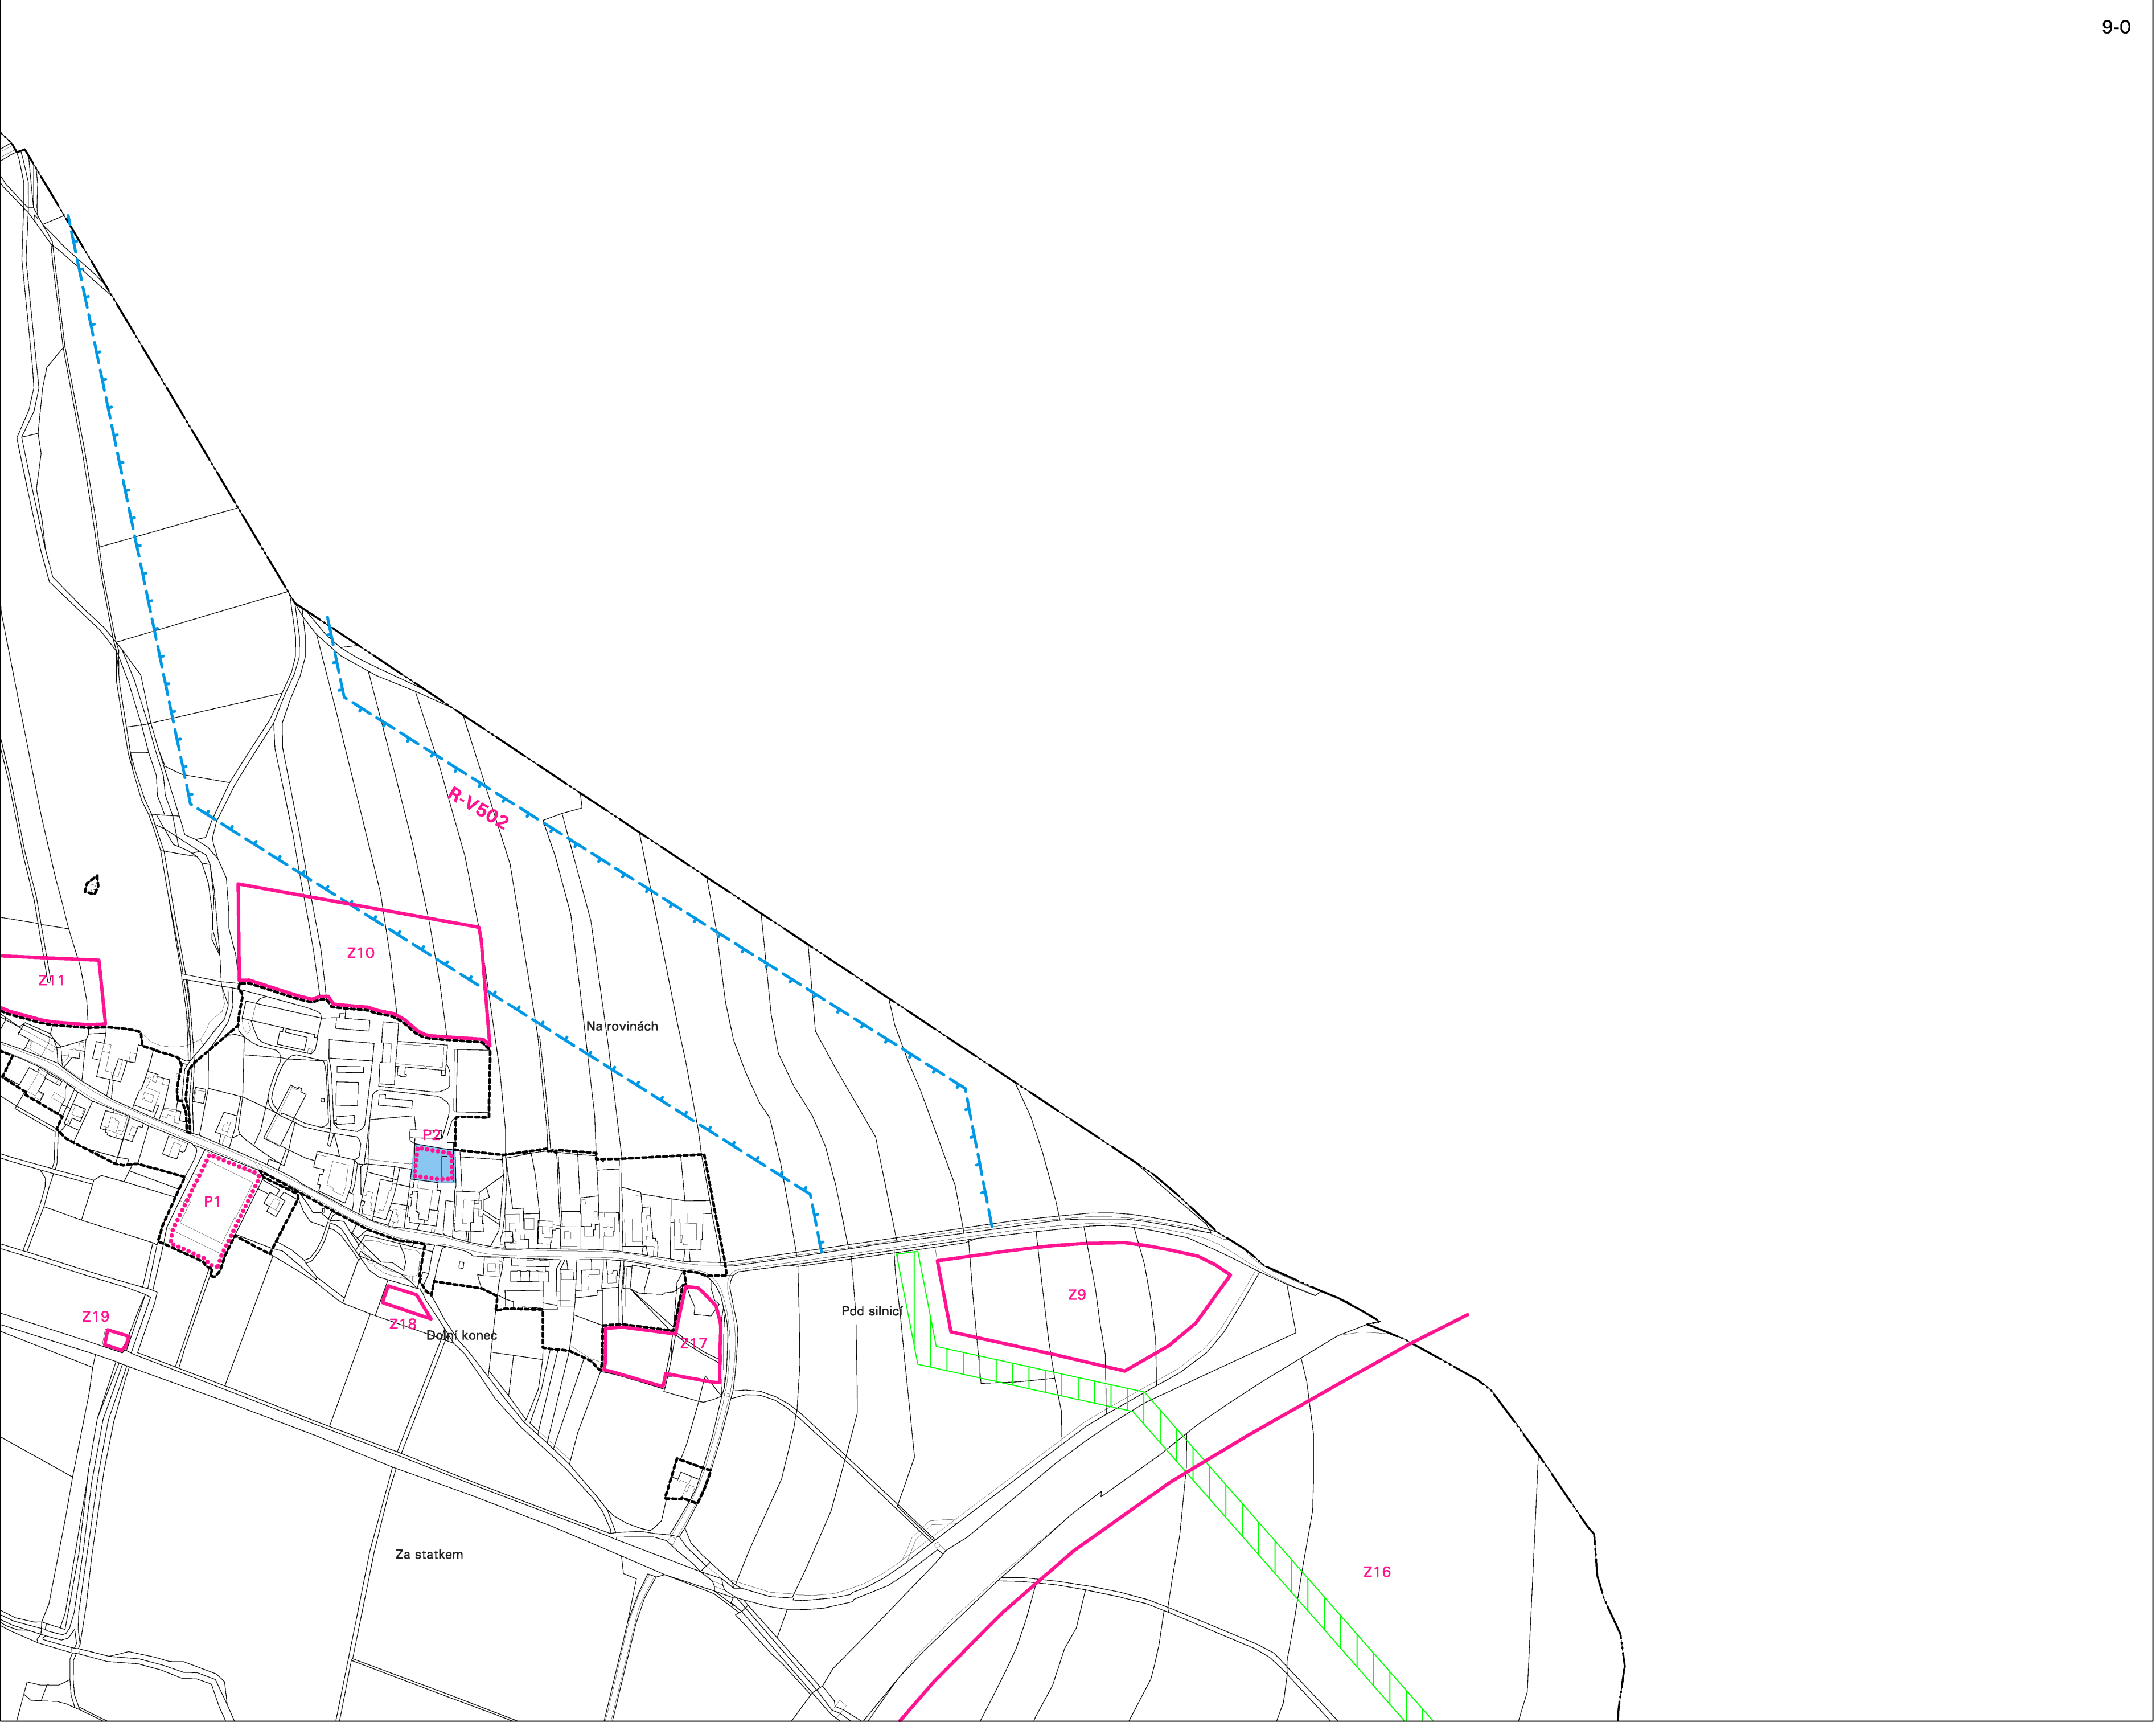 9-0
R-V502
Z10
Z11
Na rovinách
P2
P1
Z9
Pod silnicí
Z19
Z18
Dolní konec
Z17
Za statkem
Z16